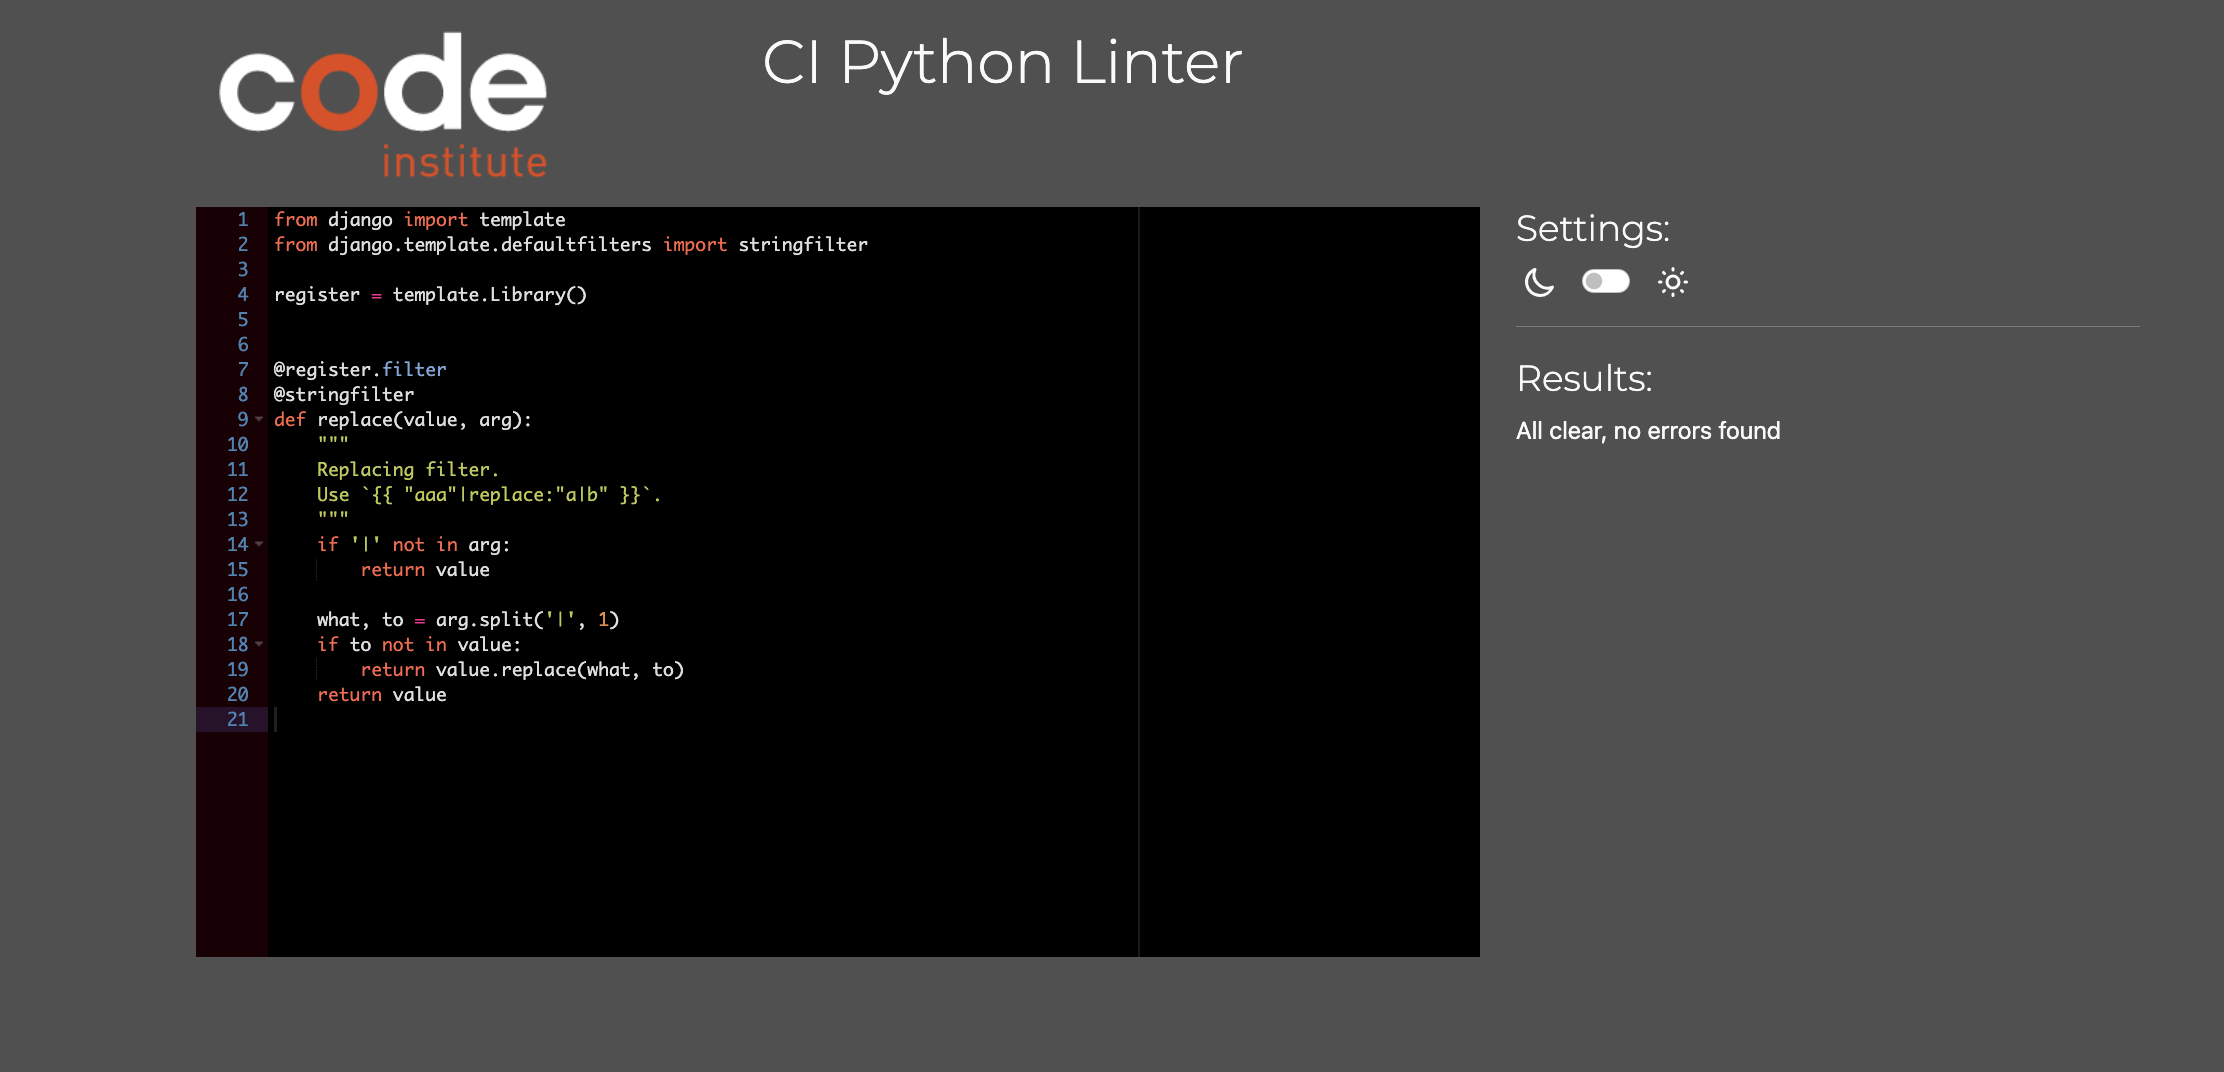 code
institute
CI Python Linter
1 from django import template
2 from django.template.defaultfilters import stringfilter
3
4 register = template.Library()
5
6
7 @register.filter
8 @stringfilter
9 def replace(value, arg):
10     """
11     Replacing filter.
12     Use `{{ "aaa"|replace:"a|b" }}`.
13     """
14     if '|' not in arg:
15         return value
16
17     what, to = arg.split('|', 1)
18     if to not in value:
19         return value.replace(what, to)
20     return value
21
Settings:
Results:
All clear, no errors found